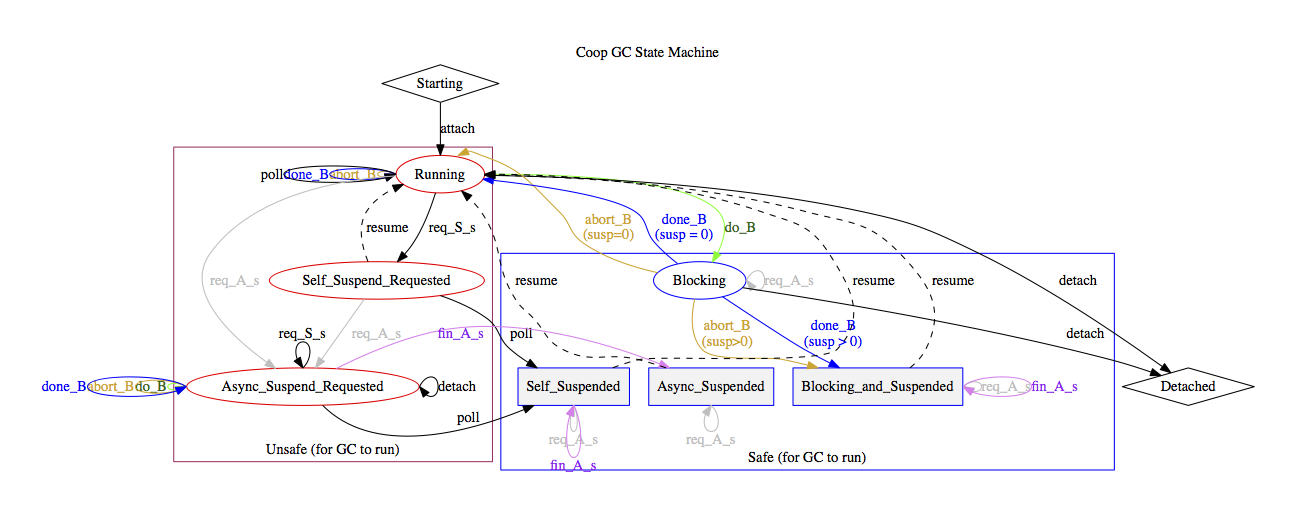 Coop GC State Machine
Starting
attach
poll
done_B
abort_B
Running
resume
req_S_s
abort_B
(susp=0)
done_B
(susp = 0)
do_B
req_A_s
Self_Suspend_Requested
resume
Blocking
req_A_s
resume
resume
detach
req_S_s
req_A_s
fin_A_s
poll
abort_B
(susp>0)
done_B
(susp > 0)
detach
done_B
abort_B
do_B
Async_Suspend_Requested
detach
Self_Suspended
Async_Suspended
Blocking_and_Suspended
req_A_s
fin_A_s
Detached
poll
req_A_s
req_A_s
Unsafe (for GC to run)
Safe (for GC to run)
fin_A_s